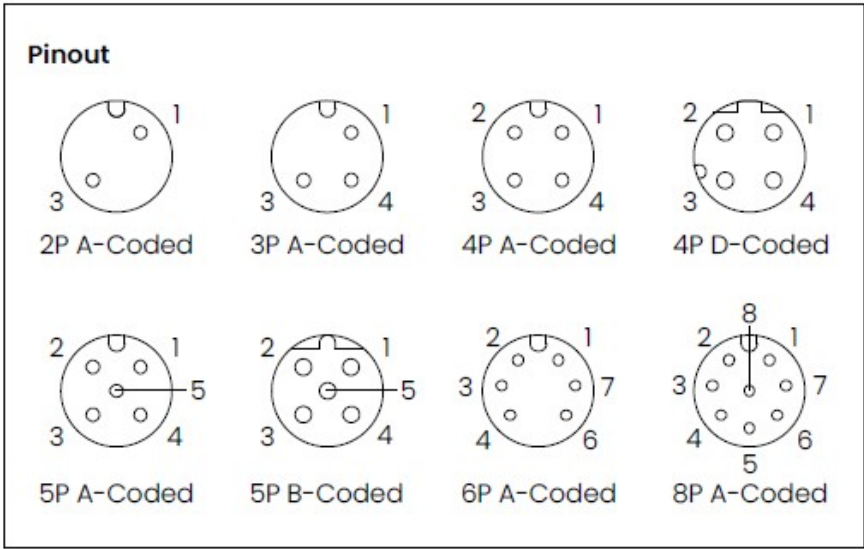 Pinout
1
3
2P A-Coded
1
3 4
3P A-Coded
2 1
3 4
4P A-Coded
2 1
3 4
4P D-Coded
2 1
5
3 4
5P A-Coded
2 1
5
3 4
5P B-Coded
2 1
3 7
4 6
6P A-Coded
8
2 1
3 7
4 6
5
8P A-Coded